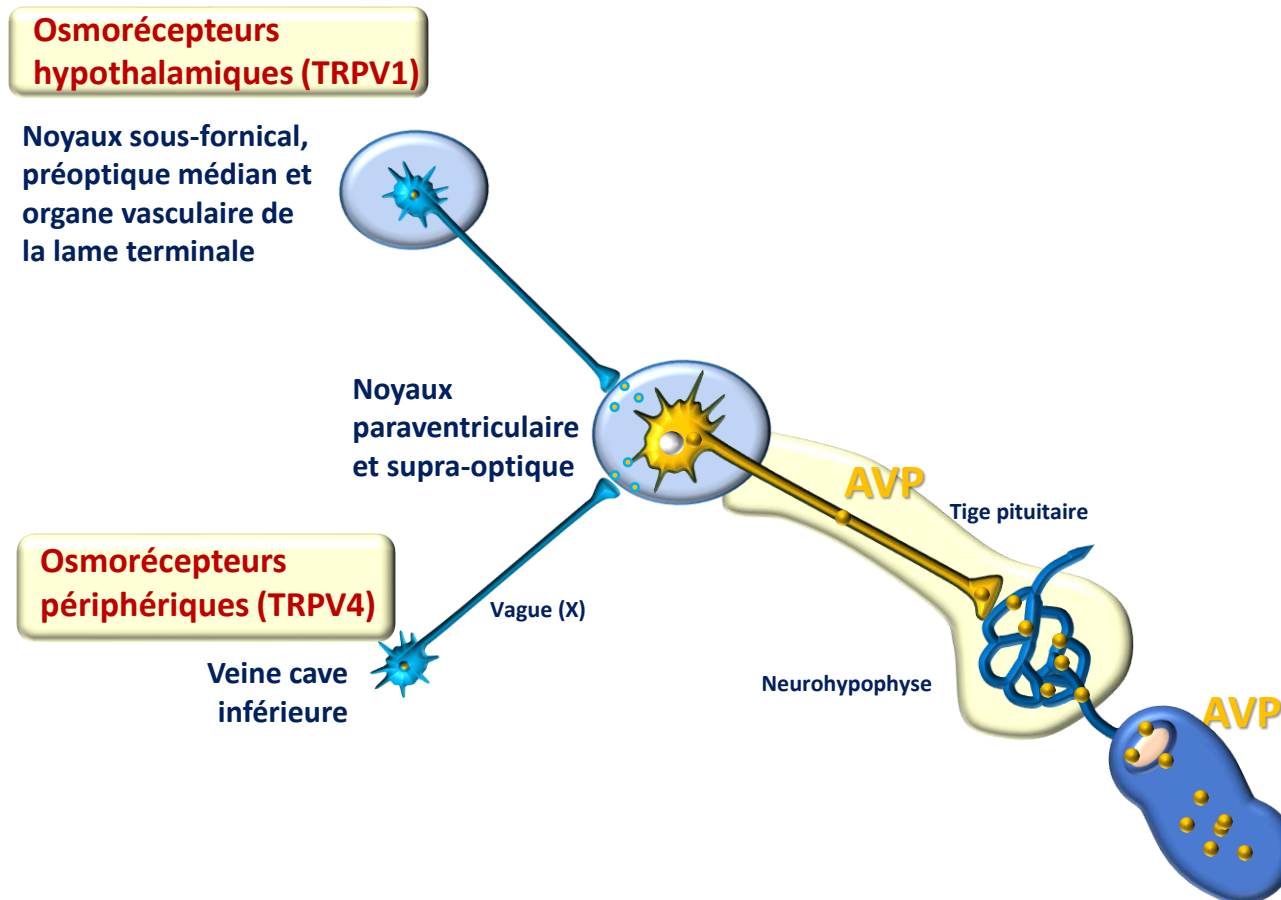 Osmorécepteurs
hypothalamiques (TRPV1)
Noyaux sous-fornical,
préoptique médian et
organe vasculaire de
la lame terminale
Noyaux
paraventriculaire
et supra-optique
AVP
Tige pituitaire
Osmorécepteurs
périphériques (TRPV4)
Vague (X)
Veine cave
inférieure
Neurohypophyse
AVP